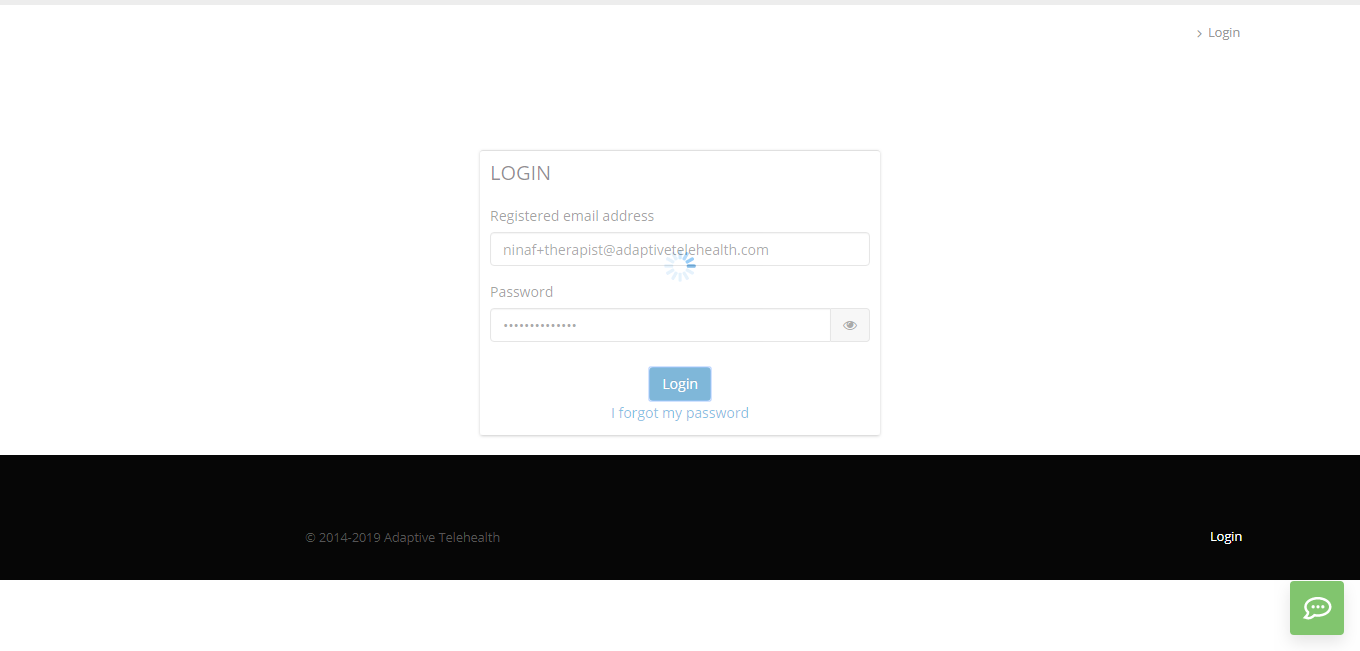 Login
LOGIN
Registered email address
ninaf+therapist@adaptivetelehealth.com
Password
••••••••••••••
Login
I forgot my password
© 2014-2019 Adaptive Telehealth
Login